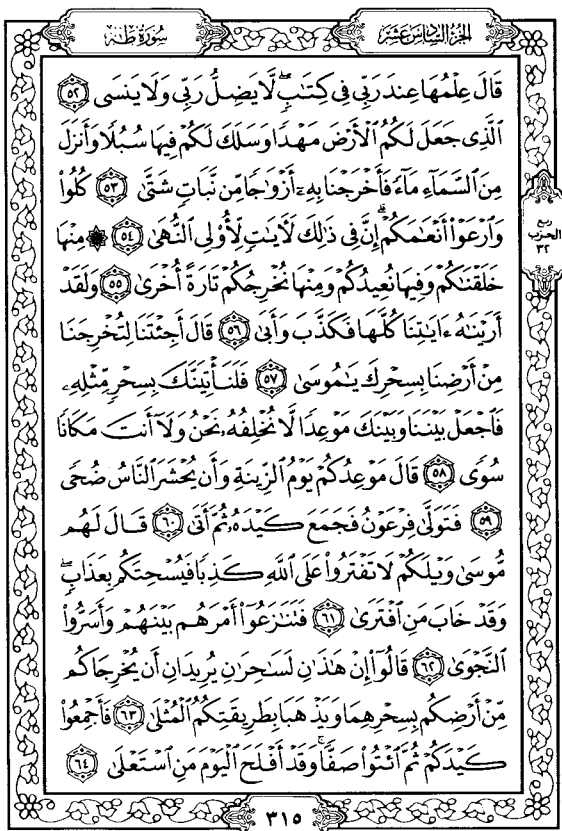 سُورَةُ طه
الجزء السادس عشر
قَالَ عِلْمُهَا عِندَ رَبِّي فِي كِتَٰبٍ ۖ لَّا يَضِلُّ رَبِّي وَلَا يَنسَى ٥٢
ٱلَّذِي جَعَلَ لَكُمُ ٱلْأَرْضَ مَهْدًا وَسَلَكَ لَكُمْ فِيهَا سُبُلًا وَأَنزَلَ
مِنَ ٱلسَّمَآءِ مَآءً فَأَخْرَجْنَا بِهِۦٓ أَزْوَٰجًا مِّن نَّبَاتٍ شَتَّىٰ ٥٣ كُلُوا۟
وَٱرْعَوْا۟ أَنْعَٰمَكُمْ ۗ إِنَّ فِي ذَٰلِكَ لَءَايَٰتٍ لِّأُو۟لِي ٱلنُّهَىٰ ٥٤ ۞ مِنْهَا
خَلَقْنَٰكُمْ وَفِيهَا نُعِيدُكُمْ وَمِنْهَا نُخْرِجُكُمْ تَارَةً أُخْرَىٰ ٥٥ وَلَقَدْ
أَرَيْنَٰهُ ءَايَٰتِنَا كُلَّهَا فَكَذَّبَ وَأَبَىٰ ٥٦ قَالَ أَجِئْتَنَا لِتُخْرِجَنَا
مِنْ أَرْضِنَا بِسِحْرِكَ يَٰمُوسَىٰ ٥٧ فَلَنَأْتِيَنَّكَ بِسِحْرٍ مِّثْلِهِۦ
فَٱجْعَلْ بَيْنَنَا وَبَيْنَكَ مَوْعِدًا لَّا نُخْلِفُهُۥ نَحْنُ وَلَآ أَنتَ مَكَانًا
سُوًى ٥٨ قَالَ مَوْعِدُكُمْ يَوْمُ ٱلزِّينَةِ وَأَن يُحْشَرَ ٱلنَّاسُ ضُحًى
٥٩ فَتَوَلَّىٰ فِرْعَوْنُ فَجَمَعَ كَيْدَهُۥ ثُمَّ أَتَىٰ ٦٠ قَالَ لَهُم
مُّوسَىٰ وَيْلَكُمْ لَا تَفْتَرُوا۟ عَلَى ٱللَّهِ كَذِبًا فَيُسْحِتَكُم بِعَذَابٍ ۖ
وَقَدْ خَابَ مَنِ ٱفْتَرَىٰ ٦١ فَتَنَٰزَعُوٓا۟ أَمْرَهُم بَيْنَهُمْ وَأَسَرُّوا۟
ٱلنَّجْوَىٰ ٦٢ قَالُوٓا۟ إِنْ هَٰذَٰنِ لَسَٰحِرَٰنِ يُرِيدَانِ أَن يُخْرِجَاكُم
مِّنْ أَرْضِكُم بِسِحْرِهِمَا وَيَذْهَبَا بِطَرِيقَتِكُمُ ٱلْمُثْلَىٰ ٦٣ فَأَجْمِعُوا۟
كَيْدَكُمْ ثُمَّ ٱئْتُوا۟ صَفًّا ۚ وَقَدْ أَفْلَحَ ٱلْيَوْمَ مَنِ ٱسْتَعْلَىٰ ٦٤
ربع
الحزب
٣٢
٣١٥